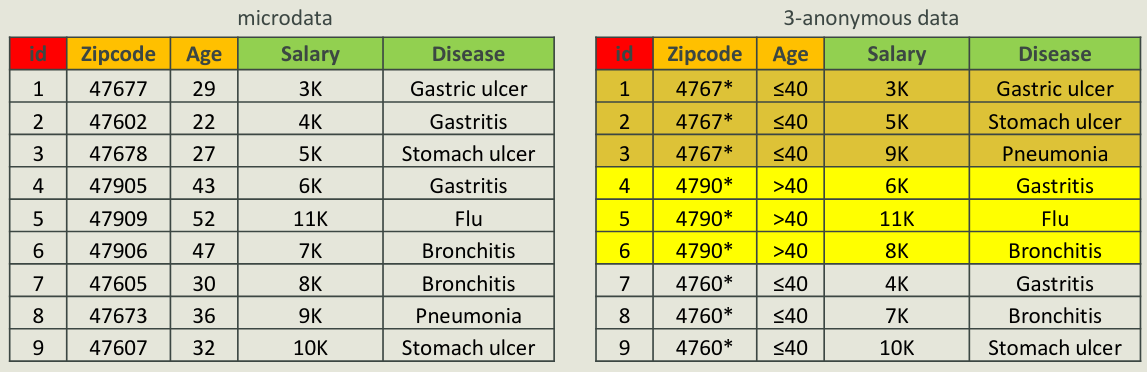 microdata
3-anonymous data
Id Zipcode Age Salary Disease
1 47677 29 3K Gastric ulcer
2 47602 22 4K Gastritis
3 47678 27 5K Stomach ulcer
4 47905 43 6K Gastritis
5 47909 52 11K Flu
6 47906 47 7K Bronchitis
7 47605 30 8K Bronchitis
8 47673 36 9K Pneumonia
9 47607 32 10K Stomach ulcer
Id Zipcode Age Salary Disease
1 4767* ≤40 3K Gastric ulcer
2 4767* ≤40 5K Stomach ulcer
3 4767* ≤40 9K Pneumonia
4 4790* >40 6K Gastritis
5 4790* >40 11K Flu
6 4790* >40 8K Bronchitis
7 4760* ≤40 4K Gastritis
8 4760* ≤40 7K Bronchitis
9 4760* ≤40 10K Stomach ulcer